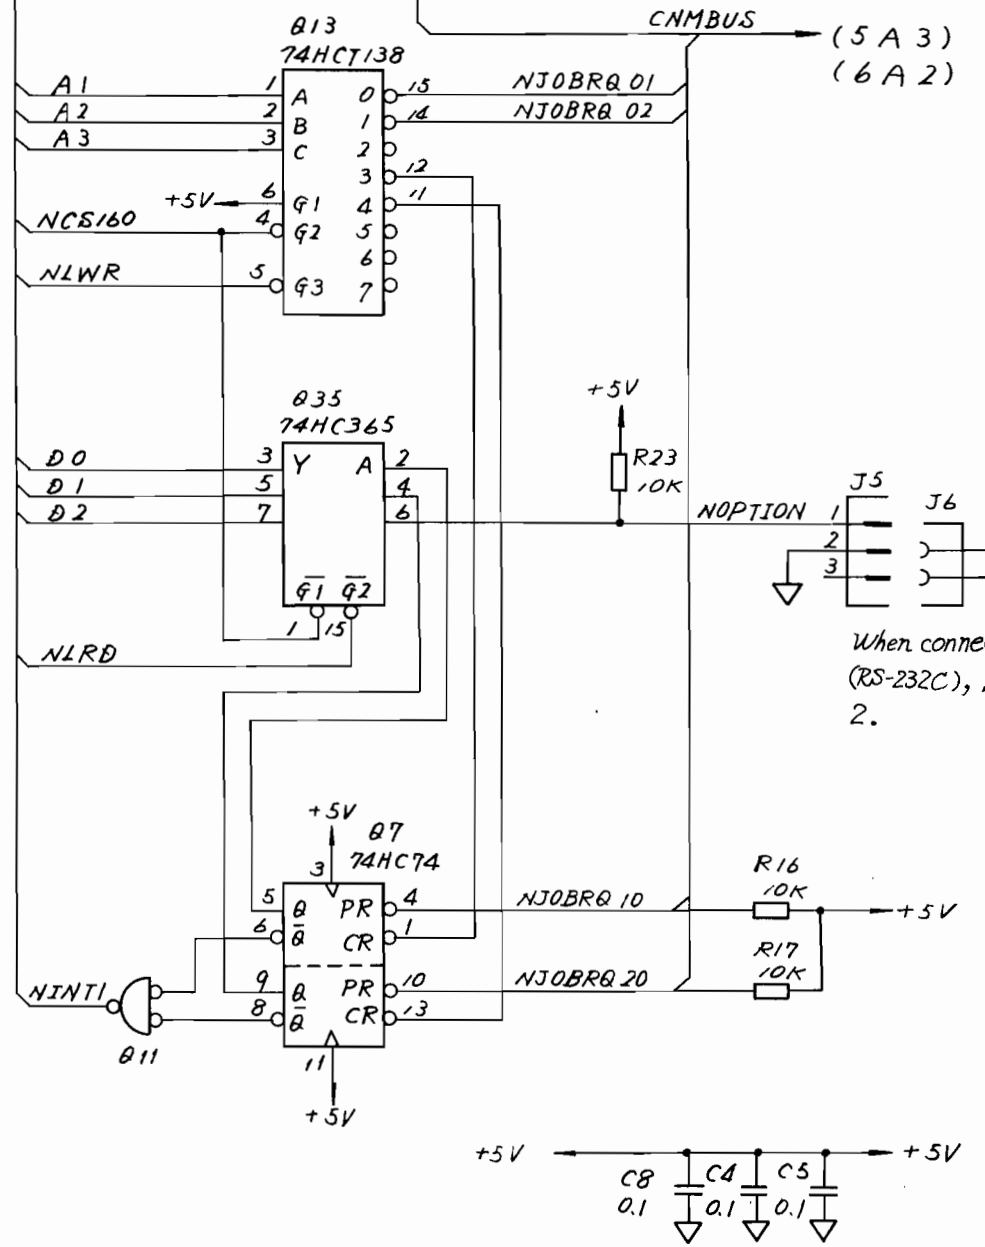 CNMBUS
(5A3)
(6A2)
Q13
74HCT138
A1 1 A 0 15 NJOBRQ 01
A2 2 B 1 14 NJOBRQ 02
A3 3 C 2
3 12
+5V 6 G1 4 11
NCS160 4 G2 5
6
NLWR 5 G3 7
+5V
R23
10K
Q35
74HC365
D0 3 Y A 2
D1 5 4
D2 7 6 NOPTION 1
J5
J6
2
3
G1 G2
1 15
NLRD
When conne
(RS-232C),
2.
+5V
Q7
74HC74
3
5 Q PR 4 NJOBRQ 10
R16
10K
+5V
6 Q CR 1
R17
10K
9 Q PR 10 NJOBRQ 20
8 Q CR 13
NINT1
Q11
11
+5V
+5V
+5V
C8
0.1
C4
0.1
C5
0.1